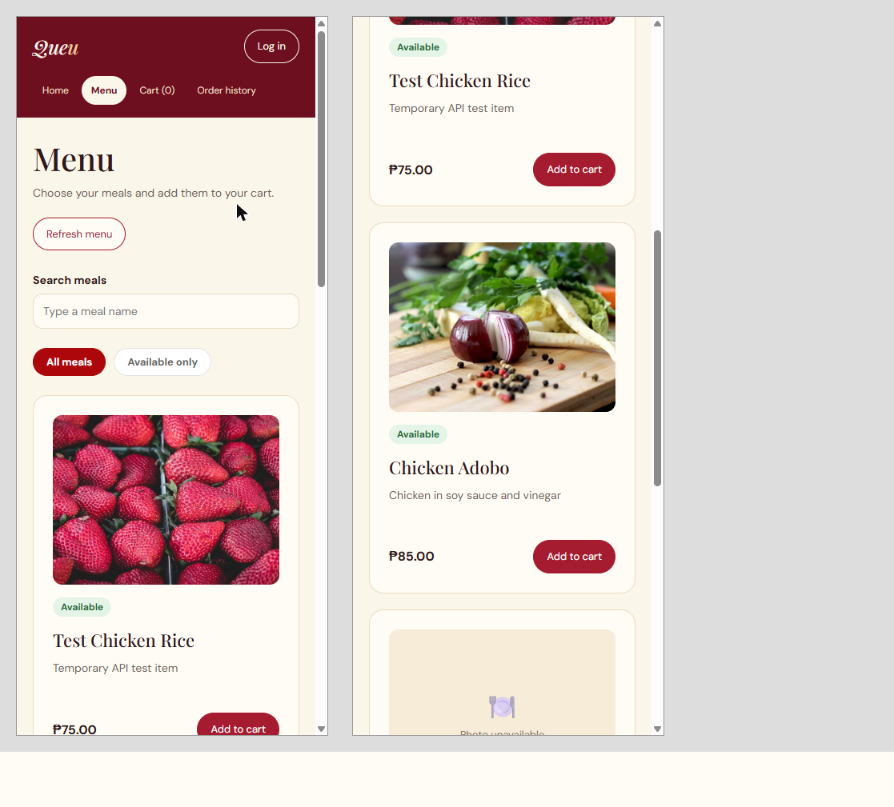 Queu
Log in
Home
Menu
Cart (0)
Order history
Menu
Choose your meals and add them to your cart.
Refresh menu
Search meals
Type a meal name
All meals
Available only
Available
Test Chicken Rice
Temporary API test item
₱75.00
Add to cart
Available
Test Chicken Rice
Temporary API test item
₱75.00
Add to cart
Available
Chicken Adobo
Chicken in soy sauce and vinegar
₱85.00
Add to cart
Photo unavailable